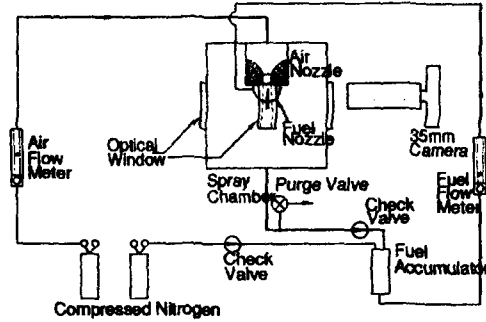 Air
Nozzle
Air
Flow
Meter
Optical
Window
Fuel
Nozzle
35mm
Camera
Spray
Chamber
Purge Valve
Fuel Flow
Meter
Check
Valve
Check
Valve
Fuel
Accumulator
Compressed Nitrogen